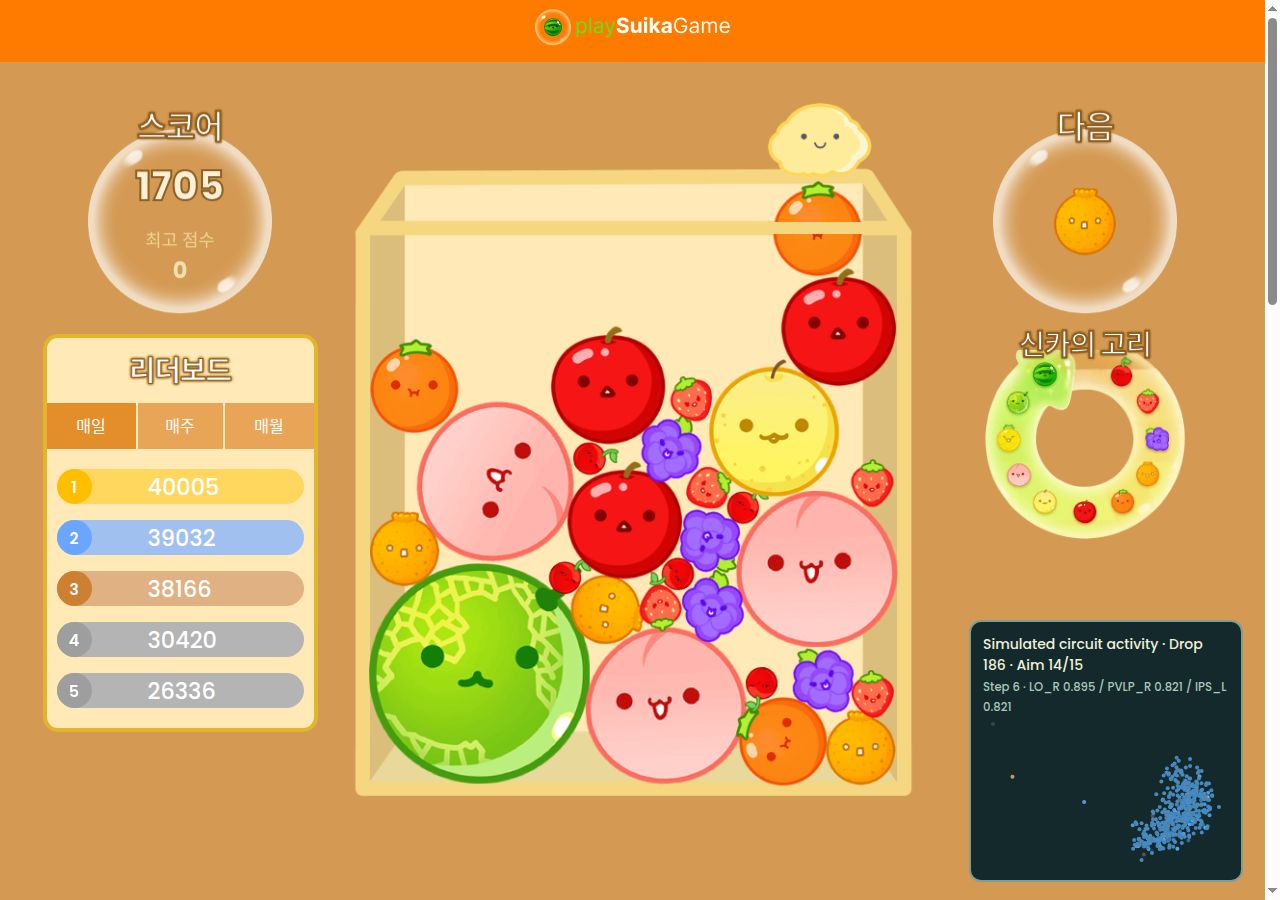 playSuikaGame
스코어
1705
최고 점수
0
리더보드
매일 매주 매월
1 40005
2 39032
3 38166
4 30420
5 26336
다음
신카의 고리
Simulated circuit activity · Drop
186 · Aim 14/15
Step 6 · LO_R 0.895 / PVLP_R 0.821 / IPS_L
0.821